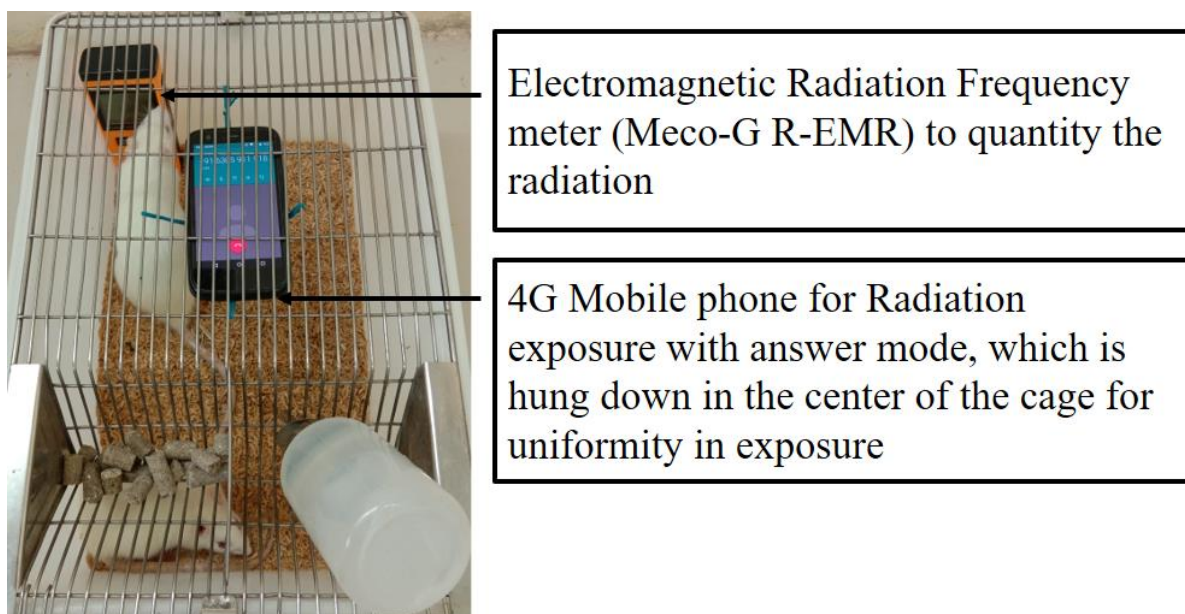 Electromagnetic Radiation Frequency
meter (Meco-G R-EMR) to quantity the
radiation
4G Mobile phone for Radiation
exposure with answer mode, which is
hung down in the center of the cage for
uniformity in exposure